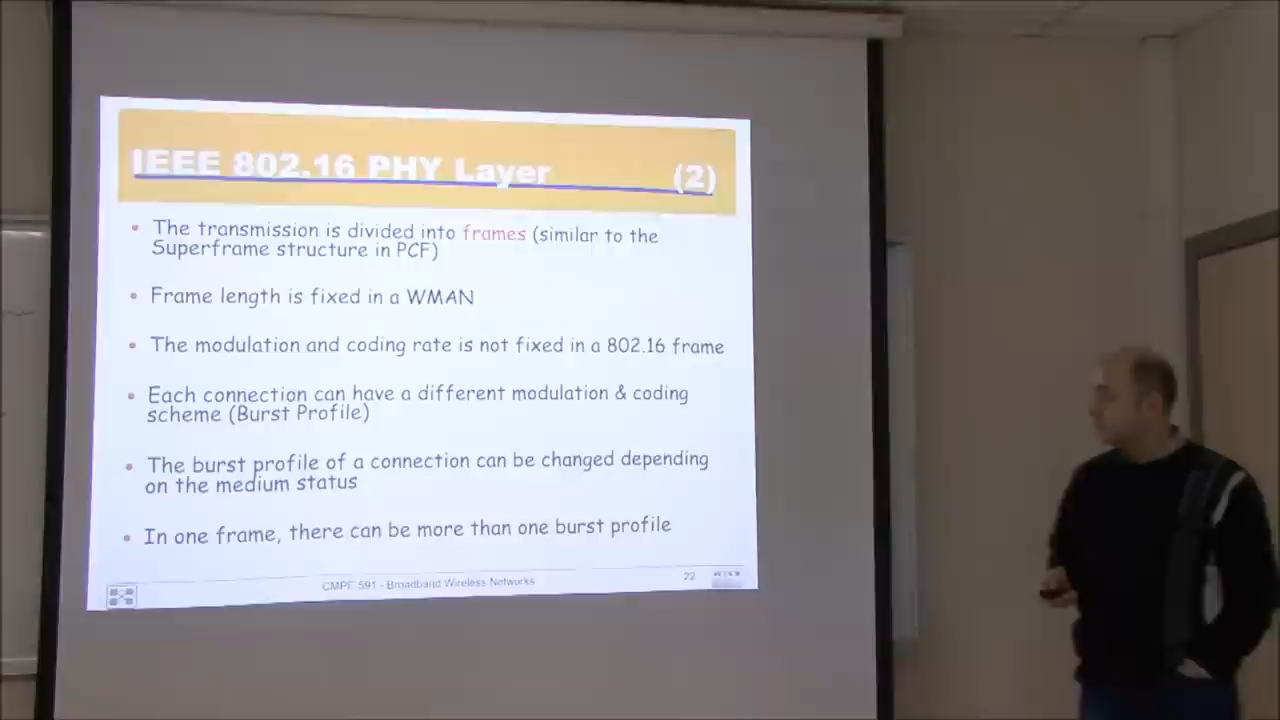 IEEE 802.16 PHY Layer (2)
• The transmission is divided into frames (similar to the
Superframe structure in PCF)
• Frame length is fixed in a WMAN
• The modulation and coding rate is not fixed in a 802.16 frame
• Each connection can have a different modulation & coding
scheme (Burst Profile)
• The burst profile of a connection can be changed depending
on the medium status
• In one frame, there can be more than one burst profile
CMPE 591 - Broadband Wireless Networks 22